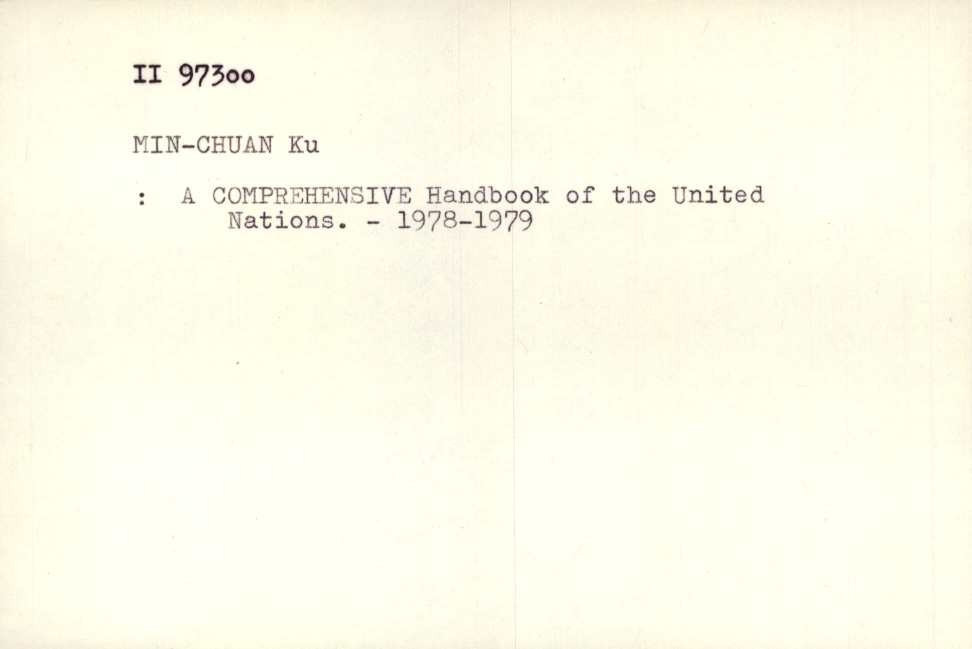 II 97300
MIN-CHUAN Ku
: A COMPREHENSIVE Handbook of the United
Nations. - 1978-1979